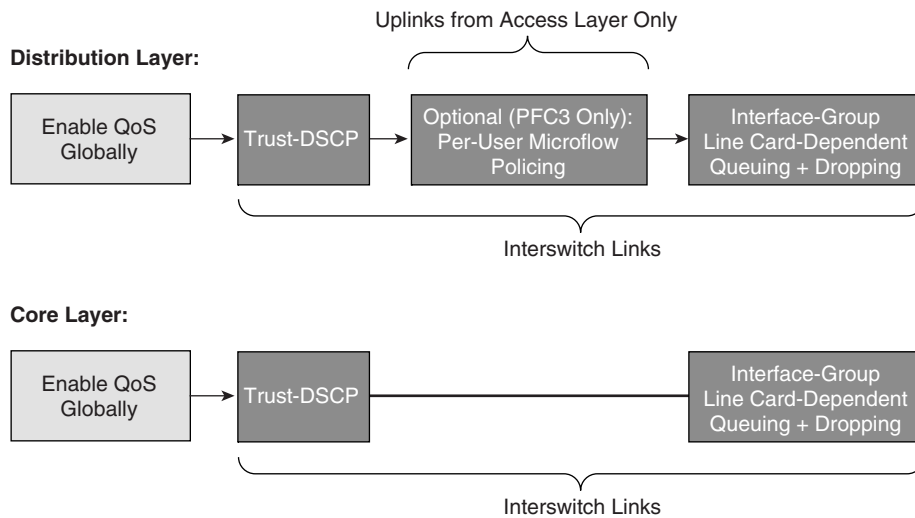 Uplinks from Access Layer Only
Distribution Layer:
Enable QoS
Globally
Trust-DSCP
Optional (PFC3 Only):
Per-User Microflow
Policing
Interface-Group
Line Card-Dependent
Queuing + Dropping
Interswitch Links
Core Layer:
Enable QoS
Globally
Trust-DSCP
Interface-Group
Line Card-Dependent
Queuing + Dropping
Interswitch Links